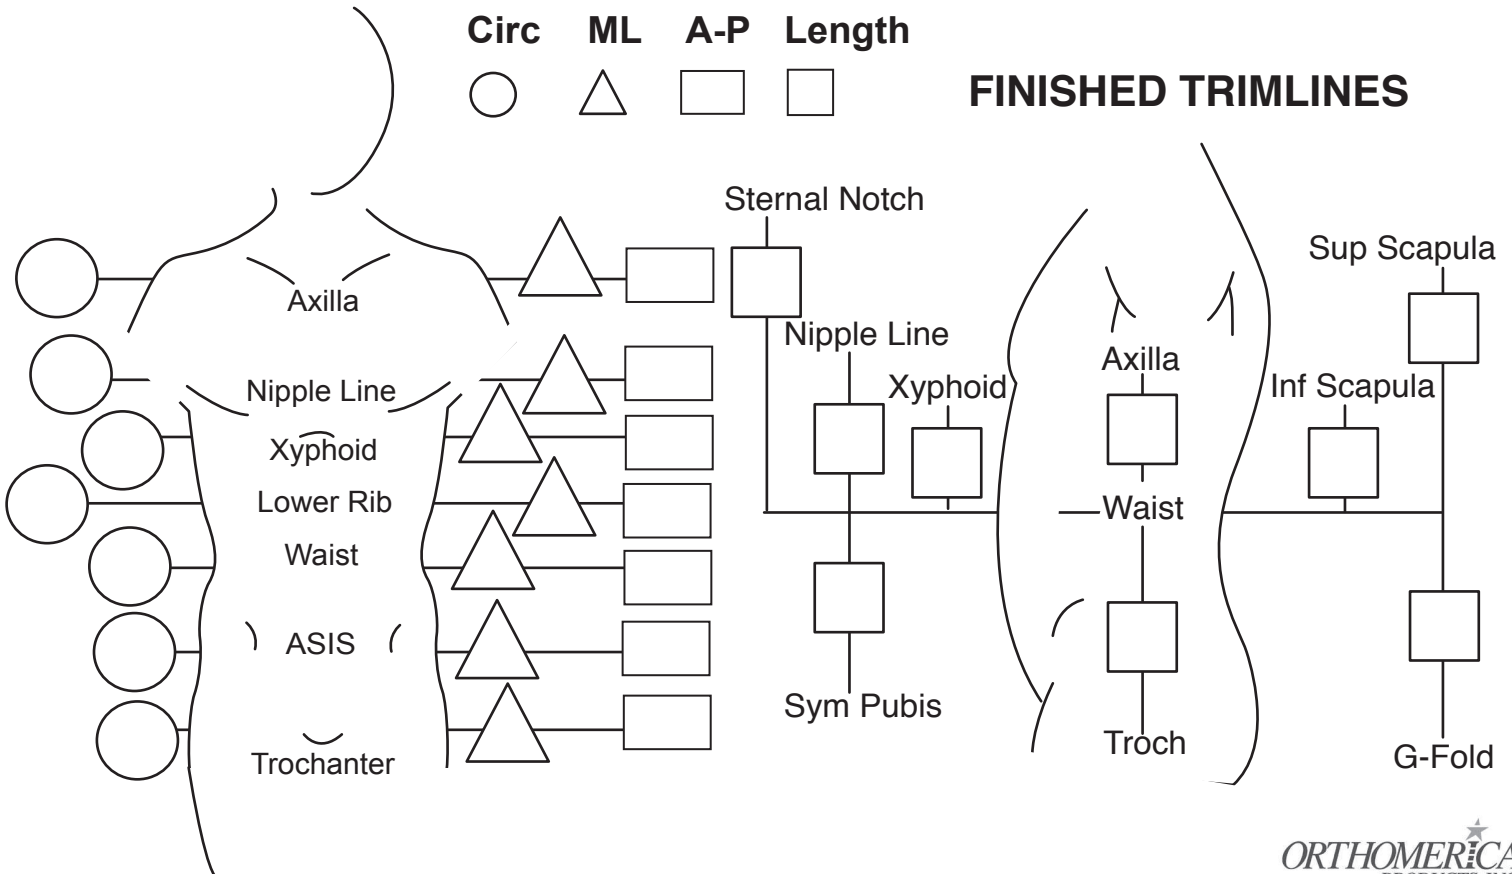 Circ ML A-P Length
FINISHED TRIMLINES
Axilla
Nipple Line
Xyphoid
Lower Rib
Waist
ASIS
Trochanter
Sternal Notch
Nipple Line
Xyphoid
Sym Pubis
Axilla
Waist
Troch
Sup Scapula
Inf Scapula
G-Fold
ORTHOMERICA